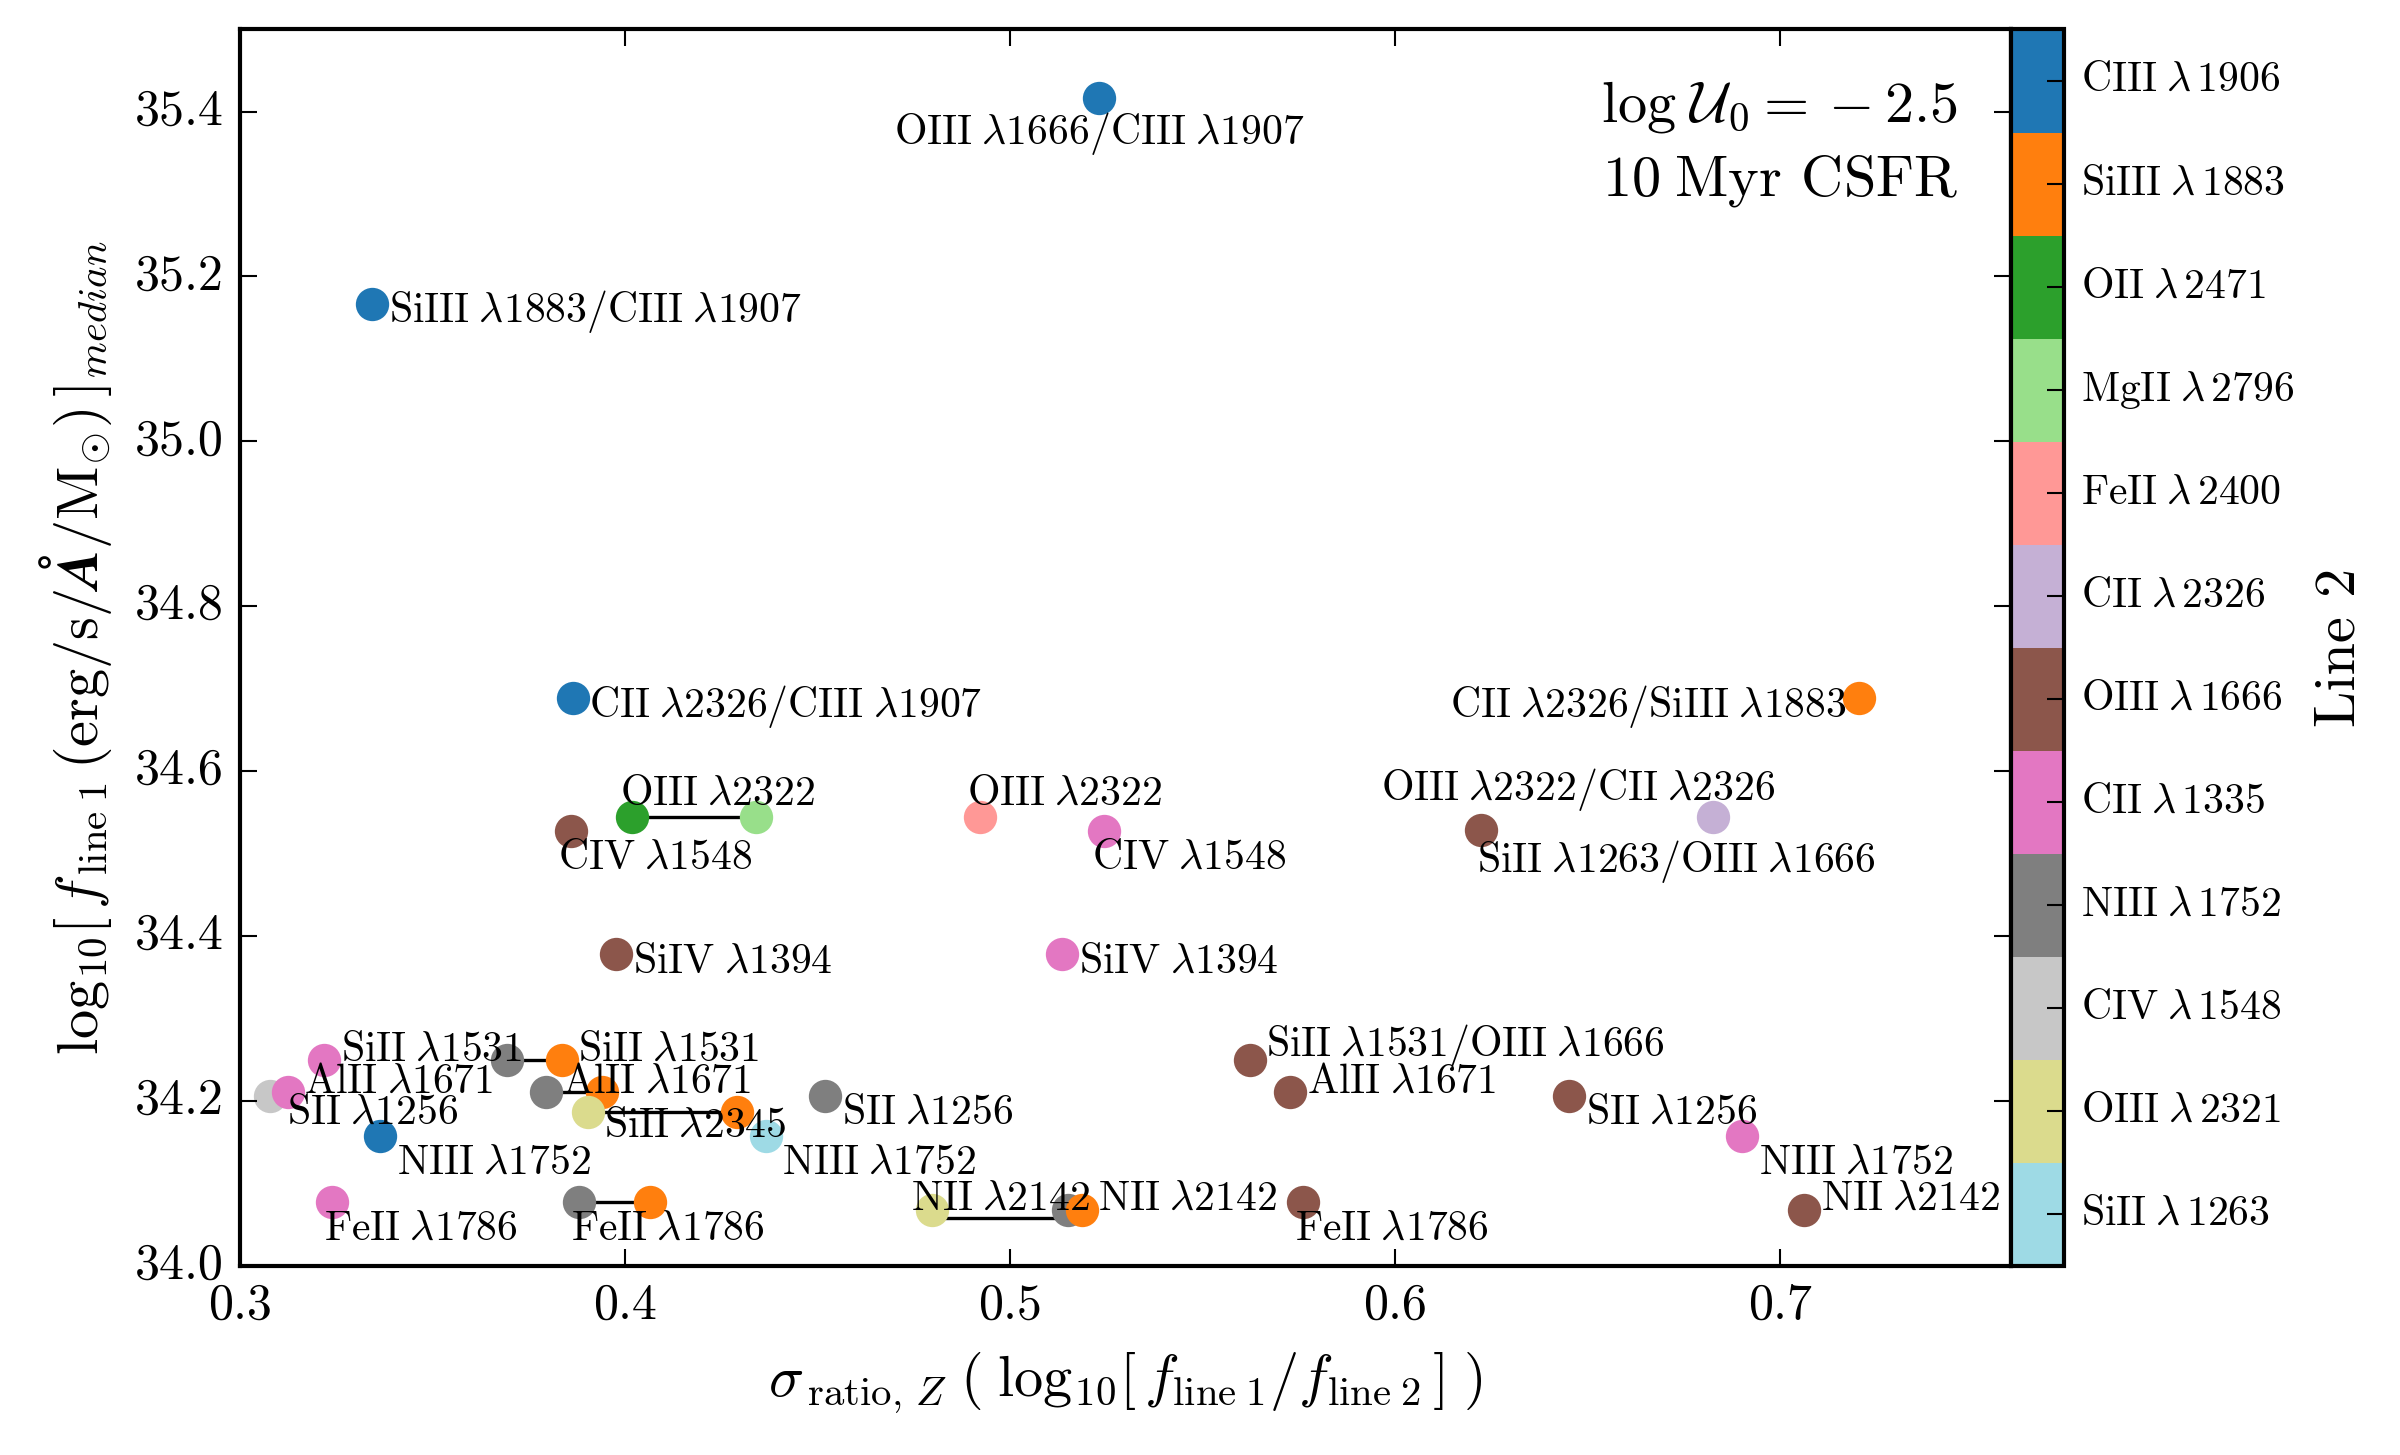 35.4
35.2
35.0
34.8
34.6
34.4
34.2
34.0
0.3
0.4
0.5
0.6
0.7
log₁₀[ f_line 1 (erg/s/Å/M⊙) ]_median
σ_ratio, Z ( log₁₀[ f_line 1/f_line 2 ] )
log 𝒰₀ = − 2.5
10 Myr CSFR
OIII λ1666/CIII λ1907
SiIII λ1883/CIII λ1907
CII λ2326/CIII λ1907
CII λ2326/SiIII λ1883
OIII λ2322
OIII λ2322
OIII λ2322/CII λ2326
CIV λ1548
CIV λ1548
SiII λ1263/OIII λ1666
SiIV λ1394
SiIV λ1394
SiII λ1531
SiII λ1531
SiII λ1531/OIII λ1666
AlII λ1671
AlII λ1671
AlII λ1671
SII λ1256
SiII λ2345
SII λ1256
SII λ1256
NIII λ1752
NIII λ1752
NIII λ1752
NII λ2142
NII λ2142
NII λ2142
FeII λ1786
FeII λ1786
FeII λ1786
CIII λ 1906
SiIII λ 1883
OII λ 2471
MgII λ 2796
FeII λ 2400
CII λ 2326
OIII λ 1666
CII λ 1335
NIII λ 1752
CIV λ 1548
OIII λ 2321
SiII λ 1263
Line 2